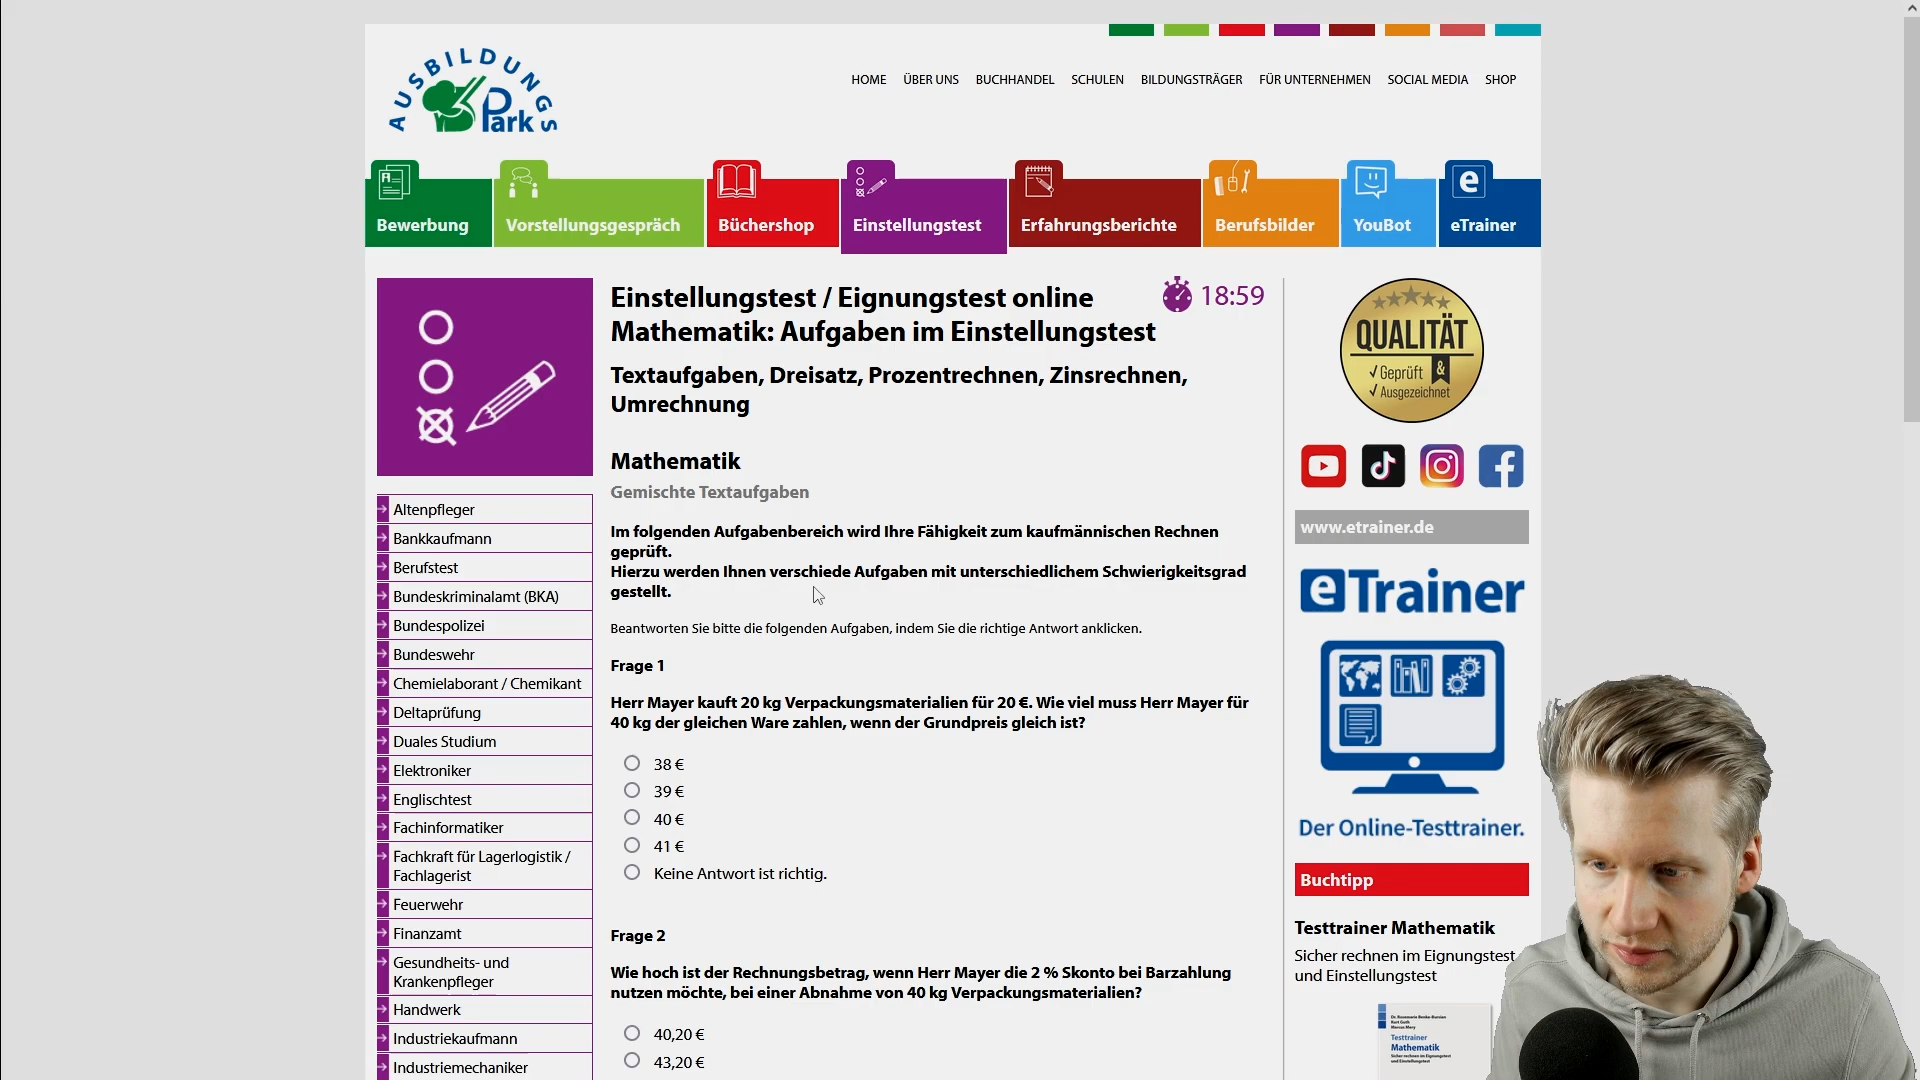 AUSBILDUNGS
Park
HOME ÜBER UNS BUCHHANDEL SCHULEN BILDUNGSTRÄGER FÜR UNTERNEHMEN SOCIAL MEDIA SHOP
Bewerbung Vorstellungsgespräch Büchershop Einstellungstest Erfahrungsberichte Berufsbilder YouBot eTrainer
Einstellungstest / Eignungstest online
18:59
Mathematik: Aufgaben im Einstellungstest
Textaufgaben, Dreisatz, Prozentrechnen, Zinsrechnen,
Umrechnung
Mathematik
Gemischte Textaufgaben
Im folgenden Aufgabenbereich wird Ihre Fähigkeit zum kaufmännischen Rechnen
geprüft.
Hierzu werden Ihnen verschiede Aufgaben mit unterschiedlichem Schwierigkeitsgrad
gestellt.
Beantworten Sie bitte die folgenden Aufgaben, indem Sie die richtige Antwort anklicken.
Frage 1
Herr Mayer kauft 20 kg Verpackungsmaterialien für 20 €. Wie viel muss Herr Mayer für
40 kg der gleichen Ware zahlen, wenn der Grundpreis gleich ist?
38 €
39 €
40 €
41 €
Keine Antwort ist richtig.
Frage 2
Wie hoch ist der Rechnungsbetrag, wenn Herr Mayer die 2 % Skonto bei Barzahlung
nutzen möchte, bei einer Abnahme von 40 kg Verpackungsmaterialien?
40,20 €
43,20 €
Altenpfleger
Bankkaufmann
Berufstest
Bundeskriminalamt (BKA)
Bundespolizei
Bundeswehr
Chemielaborant / Chemikant
Deltaprüfung
Duales Studium
Elektroniker
Englischtest
Fachinformatiker
Fachkraft für Lagerlogistik /
Fachlagerist
Feuerwehr
Finanzamt
Gesundheits- und
Krankenpfleger
Handwerk
Industriekaufmann
Industriemechaniker
QUALITÄT
✓Geprüft &
✓Ausgezeichnet
www.etrainer.de
eTrainer
Der Online-Testtrainer.
Buchtipp
Testtrainer Mathematik
Sicher rechnen im Eignungstest
und Einstellungstest
Testtrainer
Mathematik
Sicher rechnen im Eignungstest
und Einstellungstest